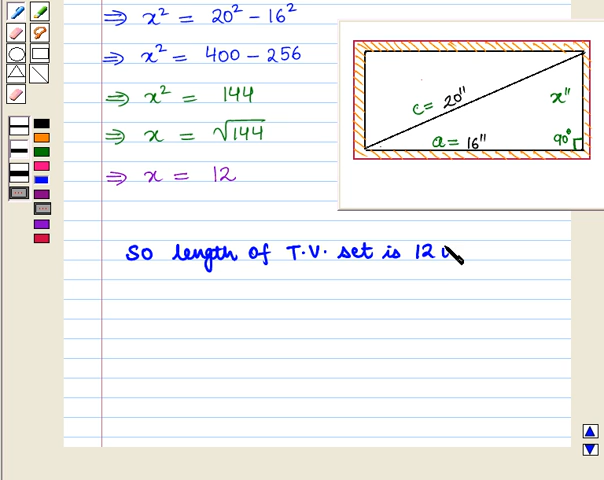 ⇒ x² = 20² − 16²
⇒ x² = 400 − 256
⇒ x² = 144
⇒ x = √144
⇒ x = 12
c = 20"
x"
a = 16"
90°
So length of T.V. set is 12